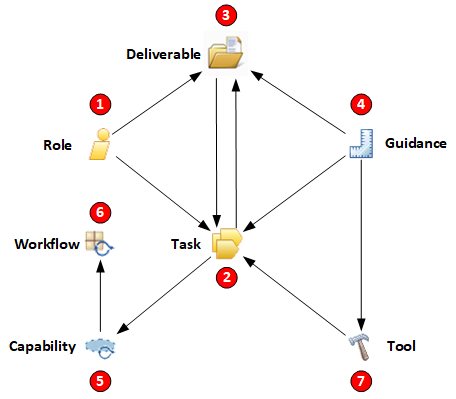 3
Deliverable
1
4
Role
Guidance
6
Workflow
Task
2
Capability
Tool
5
7